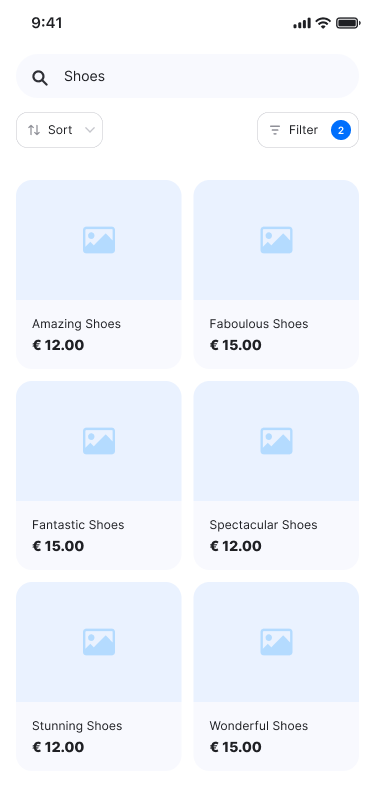 9:41
Shoes
Sort
Filter 2
Amazing Shoes
€ 12.00
Faboulous Shoes
€ 15.00
Fantastic Shoes
€ 15.00
Spectacular Shoes
€ 12.00
Stunning Shoes
€ 12.00
Wonderful Shoes
€ 15.00